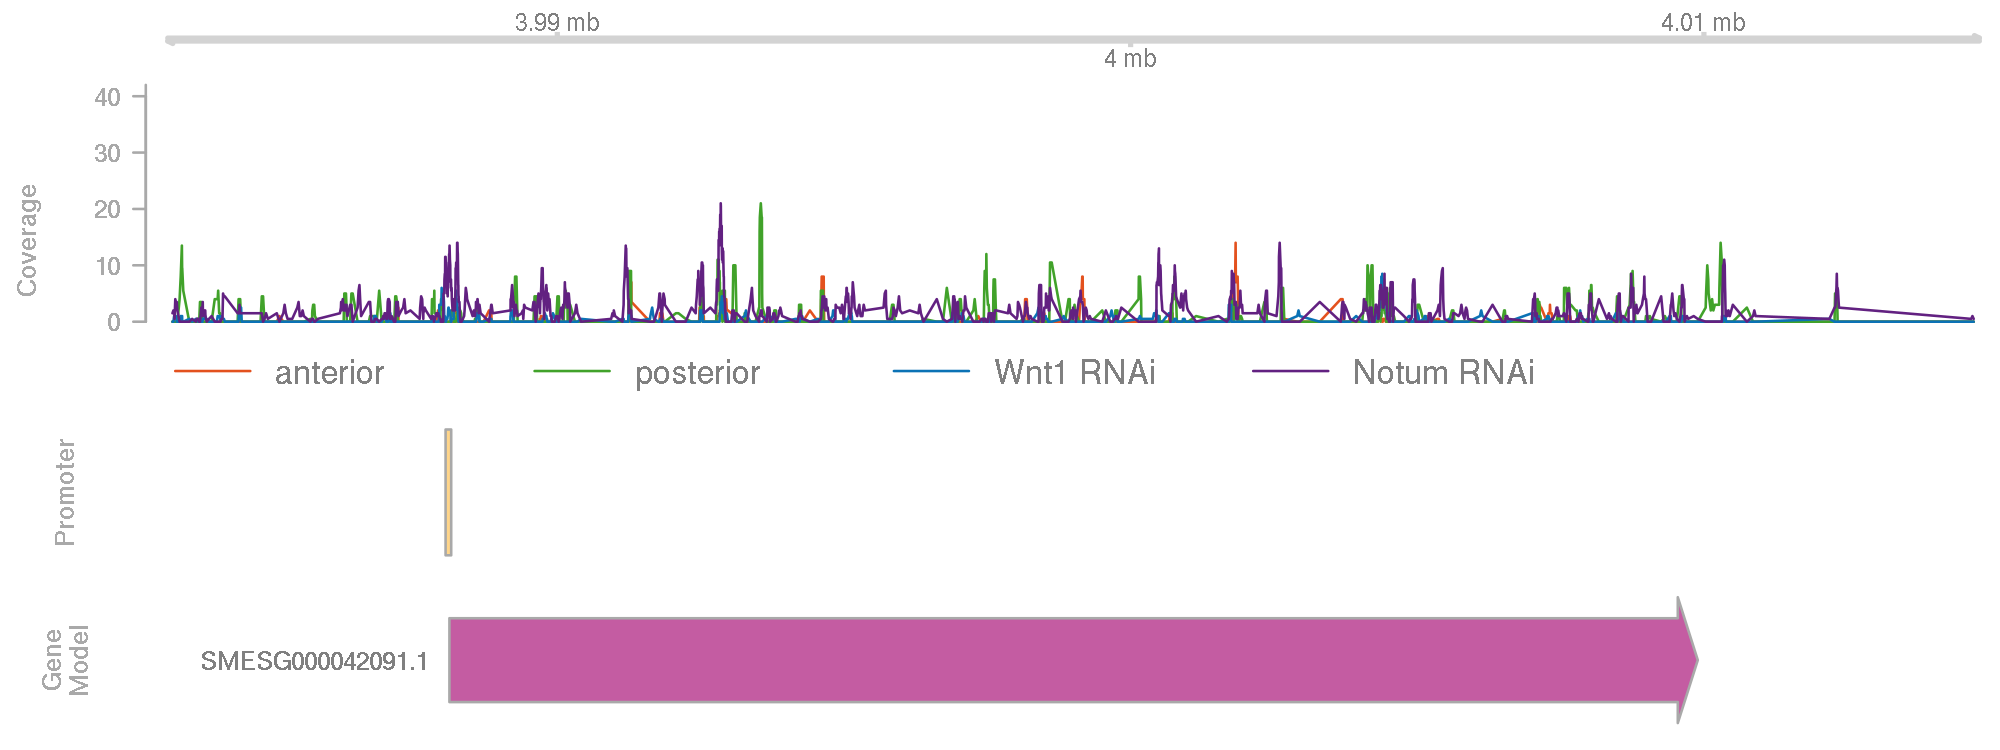 3.99 mb
4.01 mb
4 mb
40
30
20
10
0
Coverage
anterior posterior Wnt1 RNAi Notum RNAi
Promoter
Gene
Model
SMESG000042091.1